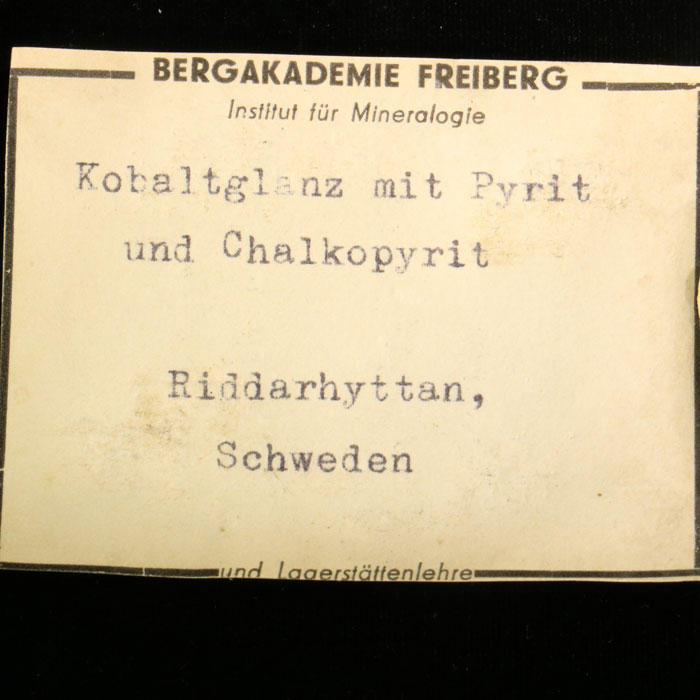 BERGAKADEMIE FREIBERG
Institut für Mineralogie
Kobaltglanz mit Pyrit
und Chalkopyrit
Riddarhyttan,
Schweden
und Lagerstättenlehre